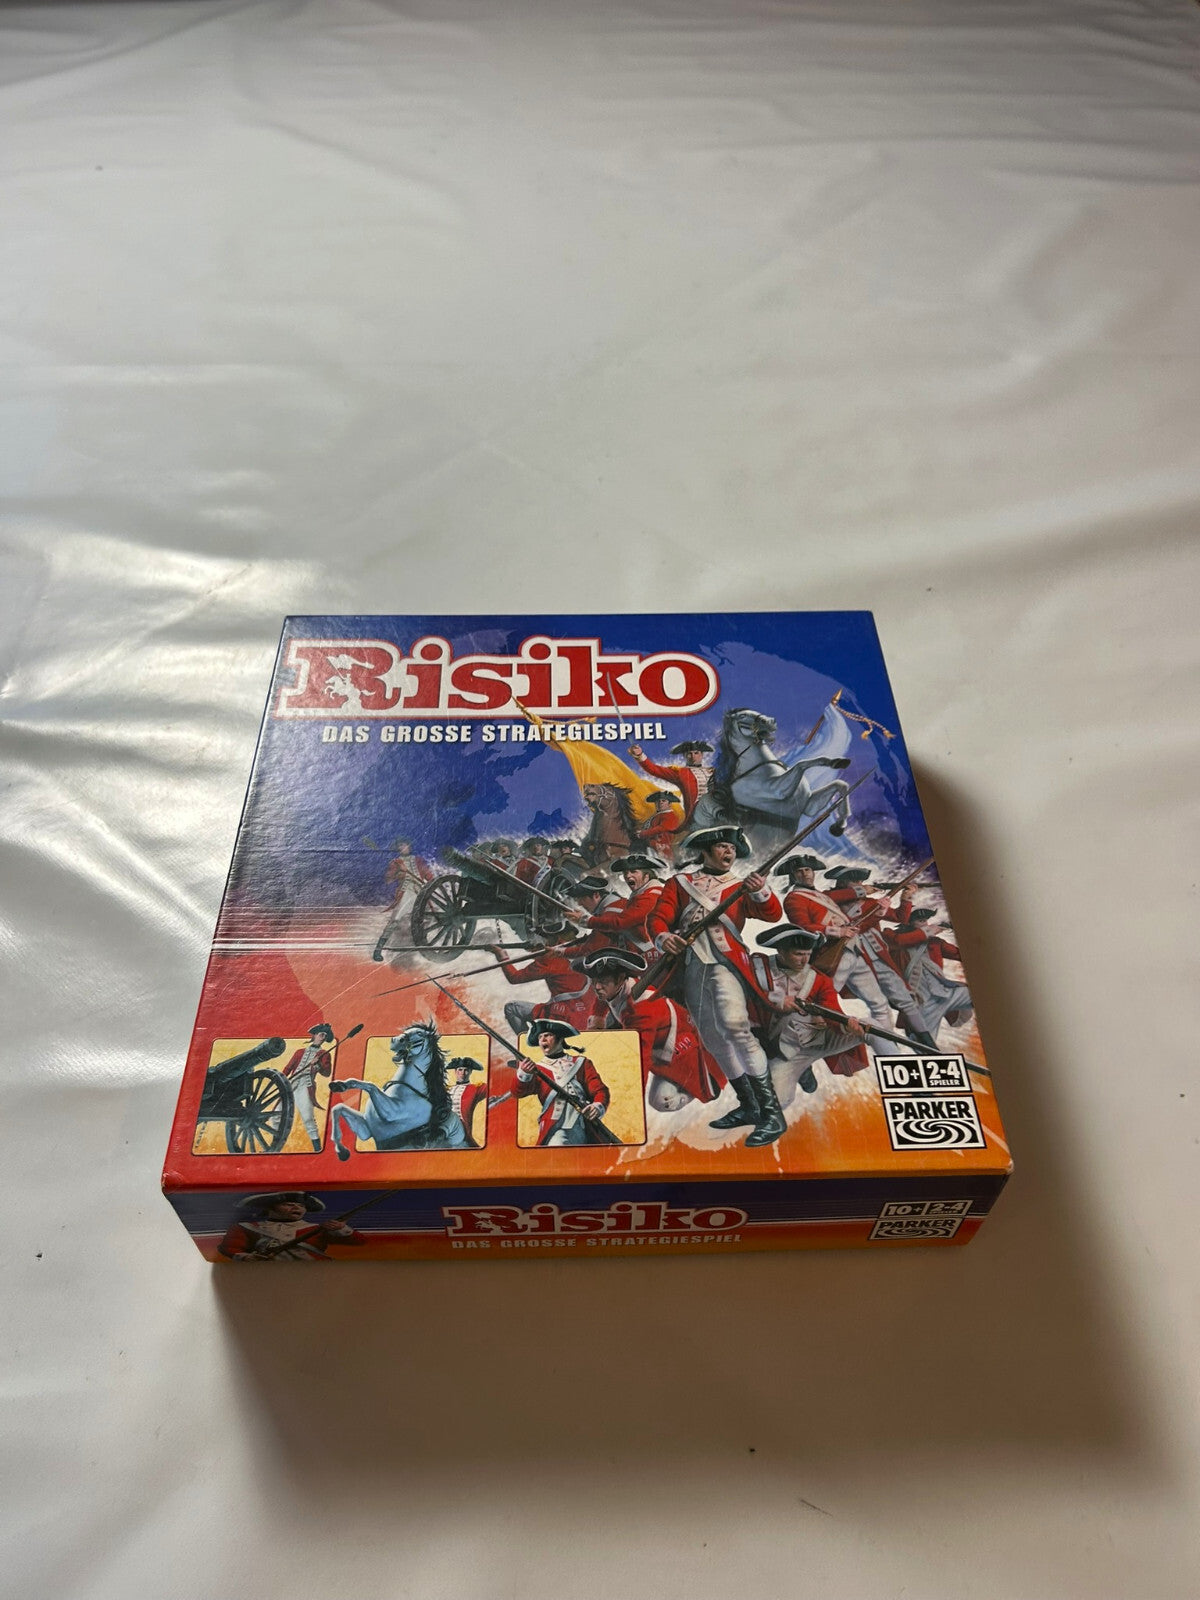 Risiko
DAS GROSSE STRATEGIESPIEL
10+ 2-4
SPIELER
PARKER
Risiko
DAS GROSSE STRATEGIESPIEL
10+ 2-4
PARKER